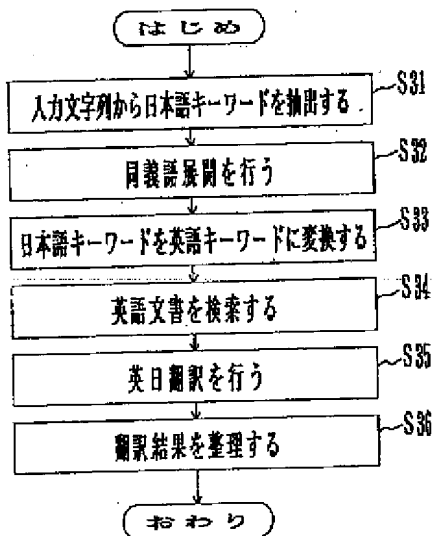 はじめ
入力文字列から日本語キーワードを抽出する
S31
同義語展開を行う
S32
日本語キーワードを英語キーワードに変換する
S33
英語文書を検索する
S34
英日翻訳を行う
S35
翻訳結果を整理する
S36
おわり